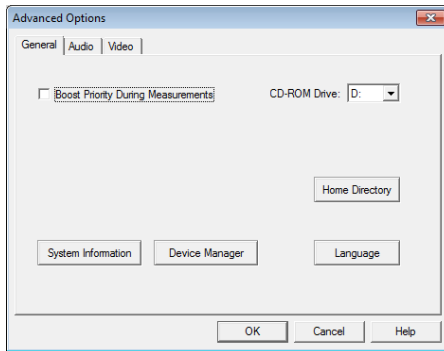 Advanced Options
General Audio Video
Boost Priority During Measurements CD-ROM Drive: D:
Home Directory
System Information Device Manager Language
OK Cancel Help